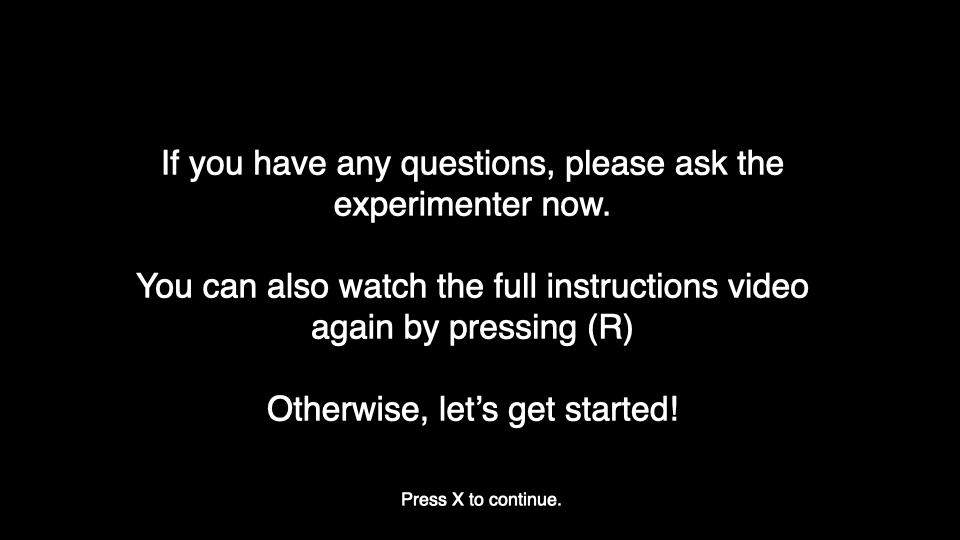 If you have any questions, please ask the
experimenter now.
You can also watch the full instructions video
again by pressing (R)
Otherwise, let’s get started!
Press X to continue.